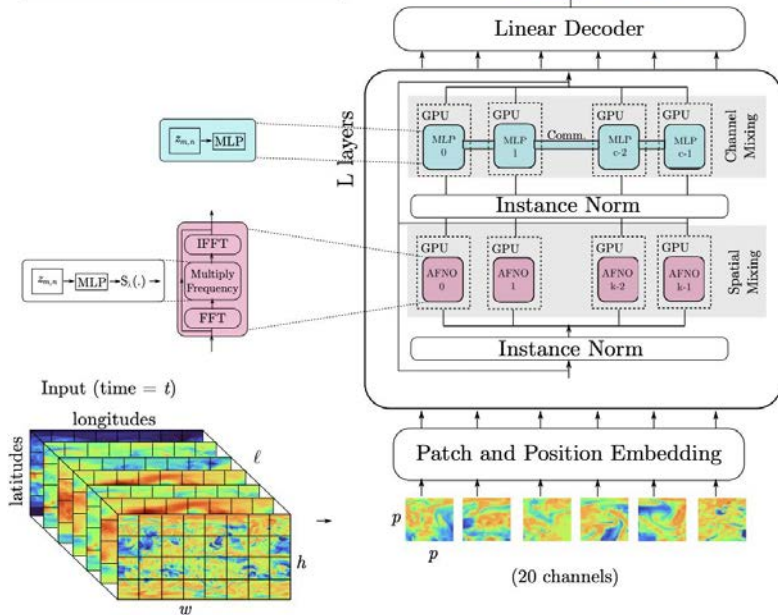 Linear Decoder
L layers
GPU GPU GPU GPU
MLP 0
MLP 1
Comm.
MLP c-2
MLP c-1
Channel Mixing
z_{m,n} → MLP
Instance Norm
GPU GPU GPU GPU
AFNO 0
AFNO 1
AFNO k-2
AFNO k-1
Spatial Mixing
IFFT
Multiply Frequency
FFT
z_{m,n} → MLP → S_λ(.) →
Instance Norm
Input (time = t)
longitudes
latitudes
ℓ
h
w
Patch and Position Embedding
p
p
(20 channels)